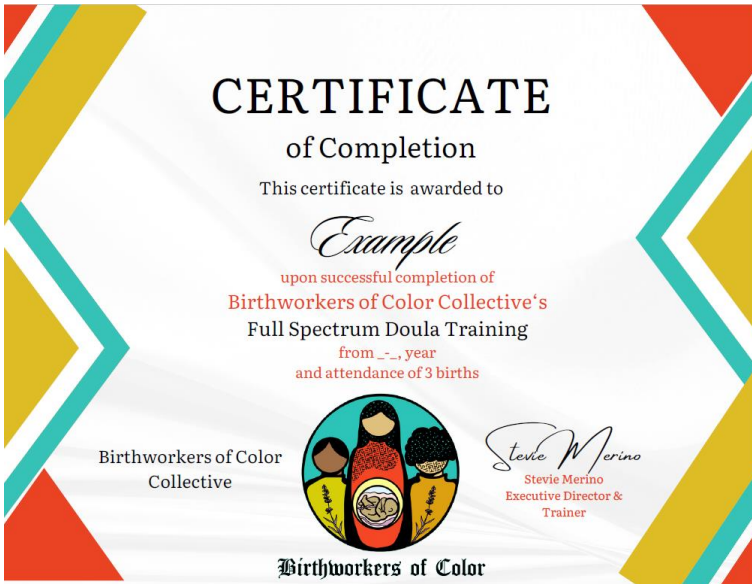 CERTIFICATE
of Completion
This certificate is awarded to
Example
upon successful completion of
Birthworkers of Color Collective‘s
Full Spectrum Doula Training
from _-_, year
and attendance of 3 births
Birthworkers of Color
Collective
Stevie Merino
Stevie Merino
Executive Director &
Trainer
Birthworkers of Color